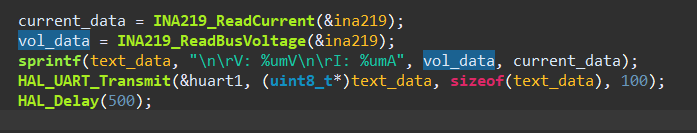 current_data = INA219_ReadCurrent(&ina219);
vol_data = INA219_ReadBusVoltage(&ina219);
sprintf(text_data, "\n\rV: %umV\n\rI: %umA", vol_data, current_data);
HAL_UART_Transmit(&huart1, (uint8_t*)text_data, sizeof(text_data), 100);
HAL_Delay(500);